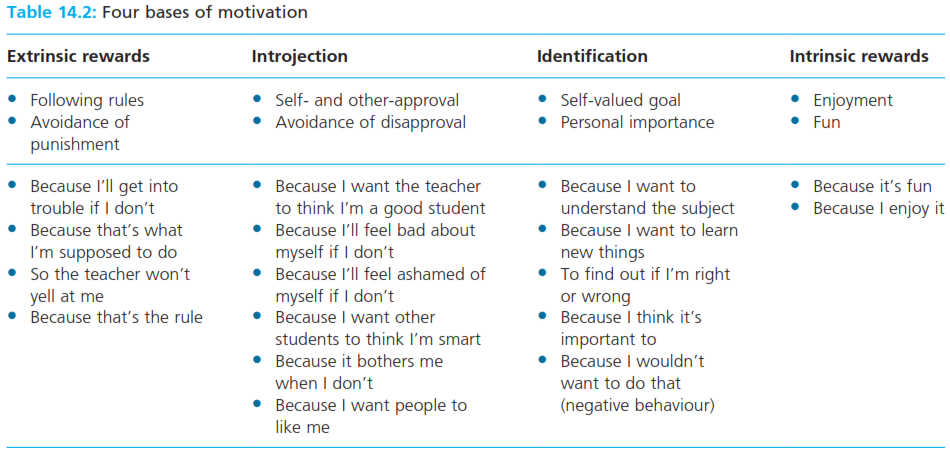 Table 14.2: Four bases of motivation
Extrinsic rewards
Introjection
Identification
Intrinsic rewards
• Following rules
• Avoidance of
punishment
• Self- and other-approval
• Avoidance of disapproval
• Self-valued goal
• Personal importance
• Enjoyment
• Fun
• Because I’ll get into
trouble if I don’t
• Because that’s what
I’m supposed to do
• So the teacher won’t
yell at me
• Because that’s the rule
• Because I want the teacher
to think I’m a good student
• Because I’ll feel bad about
myself if I don’t
• Because I’ll feel ashamed of
myself if I don’t
• Because I want other
students to think I’m smart
• Because it bothers me
when I don’t
• Because I want people to
like me
• Because I want to
understand the subject
• Because I want to learn
new things
• To find out if I’m right
or wrong
• Because I think it’s
important to
• Because I wouldn’t
want to do that
(negative behaviour)
• Because it’s fun
• Because I enjoy it